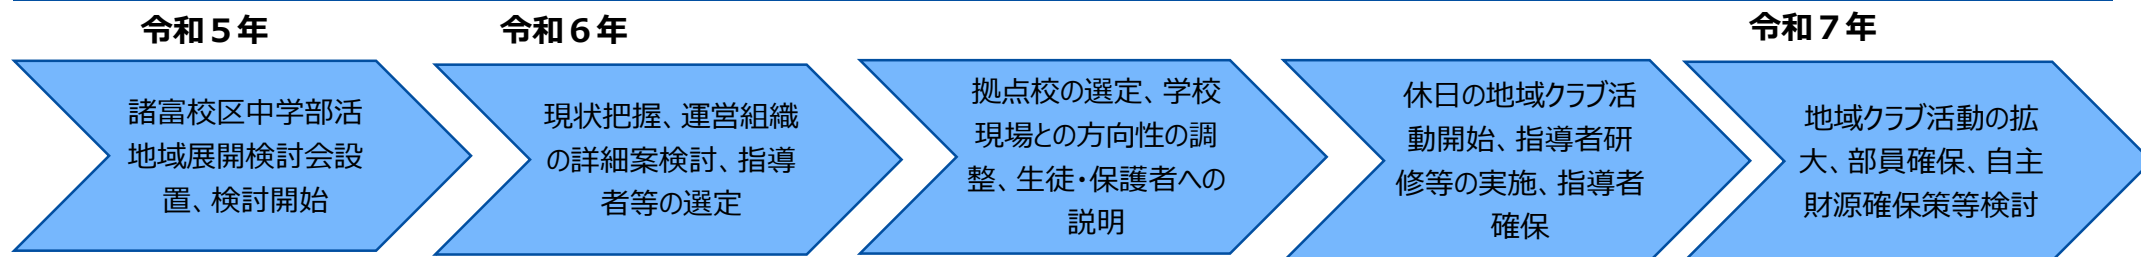 令和５年
諸富校区中学部活
地域展開検討会設
置、検討開始
令和６年
現状把握、運営組織
の詳細案検討、指導
者等の選定
拠点校の選定、学校
現場との方向性の調
整、生徒・保護者への
説明
休日の地域クラブ活
動開始、指導者研
修等の実施、指導者
確保
令和７年
地域クラブ活動の拡
大、部員確保、自主
財源確保策等検討